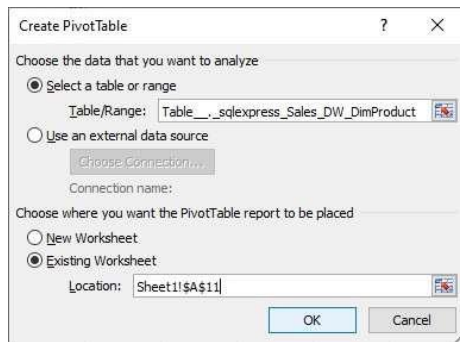 Create PivotTable ? X
Choose the data that you want to analyze
Select a table or range
Table/Range: Table__._sqlexpress_Sales_DW_DimProduct
Use an external data source
Choose Connection...
Connection name:
Choose where you want the PivotTable report to be placed
New Worksheet
Existing Worksheet
Location: Sheet1!$A$11
OK Cancel